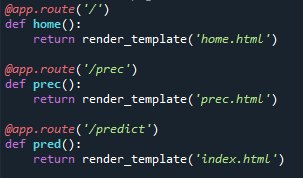 @app.route('/')
def home():
    return render_template('home.html')

@app.route('/prec')
def prec():
    return render_template('prec.html')

@app.route('/predict')
def pred():
    return render_template('index.html')